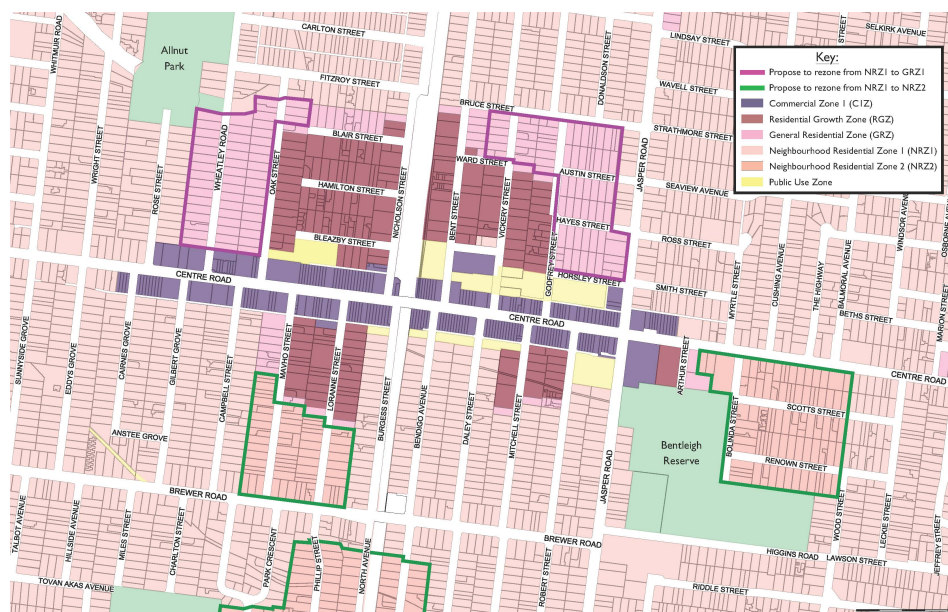 WHITMUIR ROAD
Allnut
Park
CARLTON STREET
FITZROY STREET
WRIGHT STREET
ROSE STREET
WHEATLEY ROAD
OAK STREET
BLAIR STREET
HAMILTON STREET
BLEAZBY STREET
NICHOLSON STREET
BENT STREET
BRUCE STREET
WARD STREET
VICKERY STREET
AUSTIN STREET
HAYES STREET
GODFREY STREET
HORSLEY STREET
DONALDSON STREET
JASPER ROAD
LINDSAY STREET
SELKIRK AVENUE
WAVELL STREET
STRATHMORE STREET
SEAVIEW AVENUE
ROSS STREET
SMITH STREET
MYRTLE STREET
CUSHING AVENUE
THE HIGHWAY
BALMORAL AVENUE
WINDSOR AVENUE
BETHS STREET
MARION STREET
Key:
Propose to rezone from NRZ1 to GRZ1
Propose to rezone from NRZ1 to NRZ2
Commercial Zone 1 (C1Z)
Residential Growth Zone (RGZ)
General Residential Zone (GRZ)
Neighbourhood Residential Zone 1 (NRZ1)
Neighbourhood Residential Zone 2 (NRZ2)
Public Use Zone
CENTRE ROAD
CENTRE ROAD
CENTRE ROAD
SUNNYSIDE GROVE
EDDYS GROVE
CAIRNES GROVE
GILBERT GROVE
CAMPBELL STREET
MAVHO STREET
LORANNE STREET
BURGESS STREET
BENDIGO AVENUE
DALEY STREET
MITCHELL STREET
JASPER ROAD
ARTHUR STREET
Bentleigh
Reserve
BOLINDA STREET
SCOTTS STREET
RENOWN STREET
ANSTEE GROVE
BREWER ROAD
BREWER ROAD
TALBOT AVENUE
HILLSIDE AVENUE
MILES STREET
CHARLTON STREET
PARK CRESCENT
PHILLIP STREET
NORTH AVENUE
ROBERT STREET
HIGGINS ROAD
WOOD STREET
LECKIE STREET
LAWSON STREET
JEFFREY STREET
TOVAN AKAS AVENUE
RIDDLE STREET